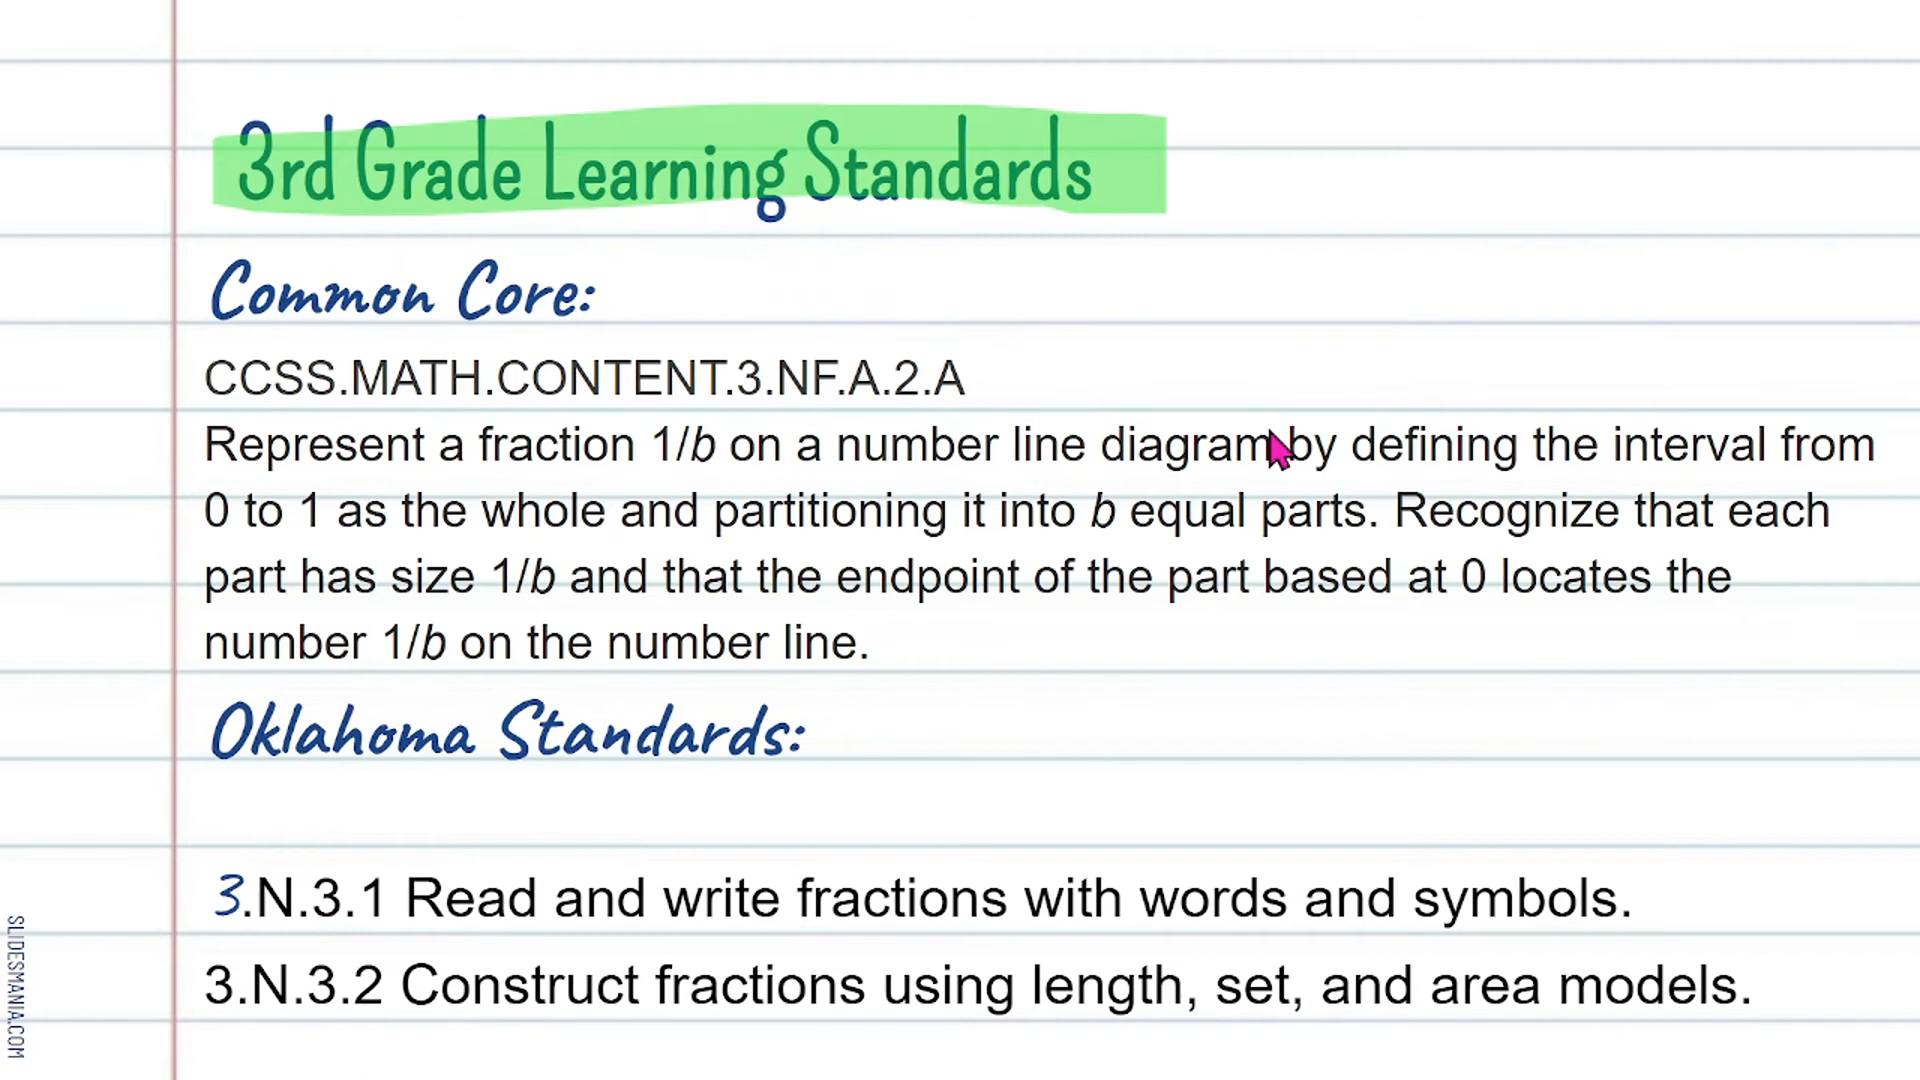 3rd Grade Learning Standards
Common Core:
CCSS.MATH.CONTENT.3.NF.A.2.A
Represent a fraction 1/b on a number line diagram by defining the interval from
0 to 1 as the whole and partitioning it into b equal parts. Recognize that each
part has size 1/b and that the endpoint of the part based at 0 locates the
number 1/b on the number line.
Oklahoma Standards:
3.N.3.1 Read and write fractions with words and symbols.
3.N.3.2 Construct fractions using length, set, and area models.
SLIDESMANIA.COM